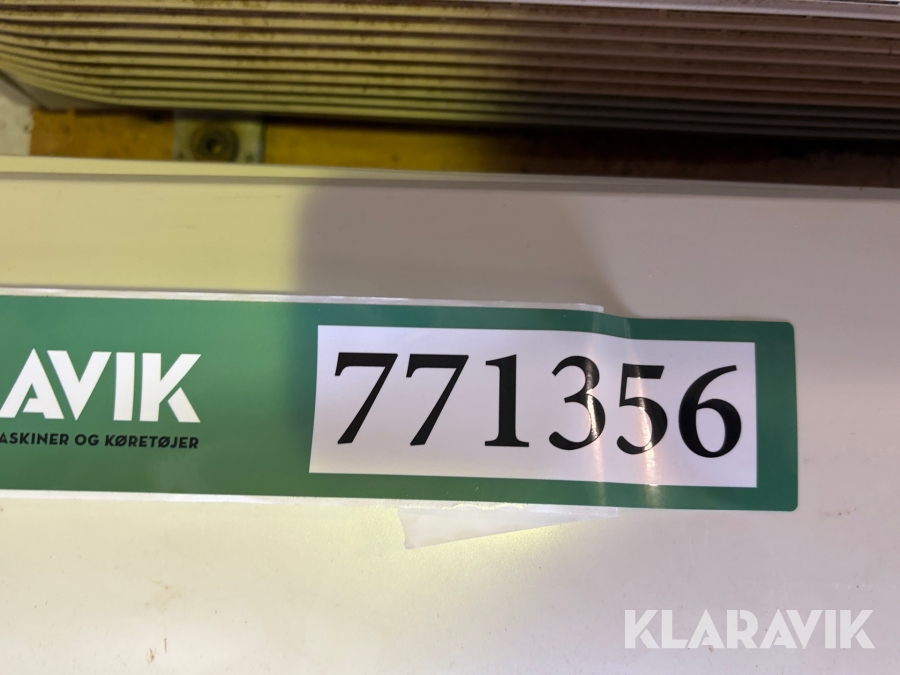 AVIK
ASKINER OG KØRETØJER
771356
KLARAVIK